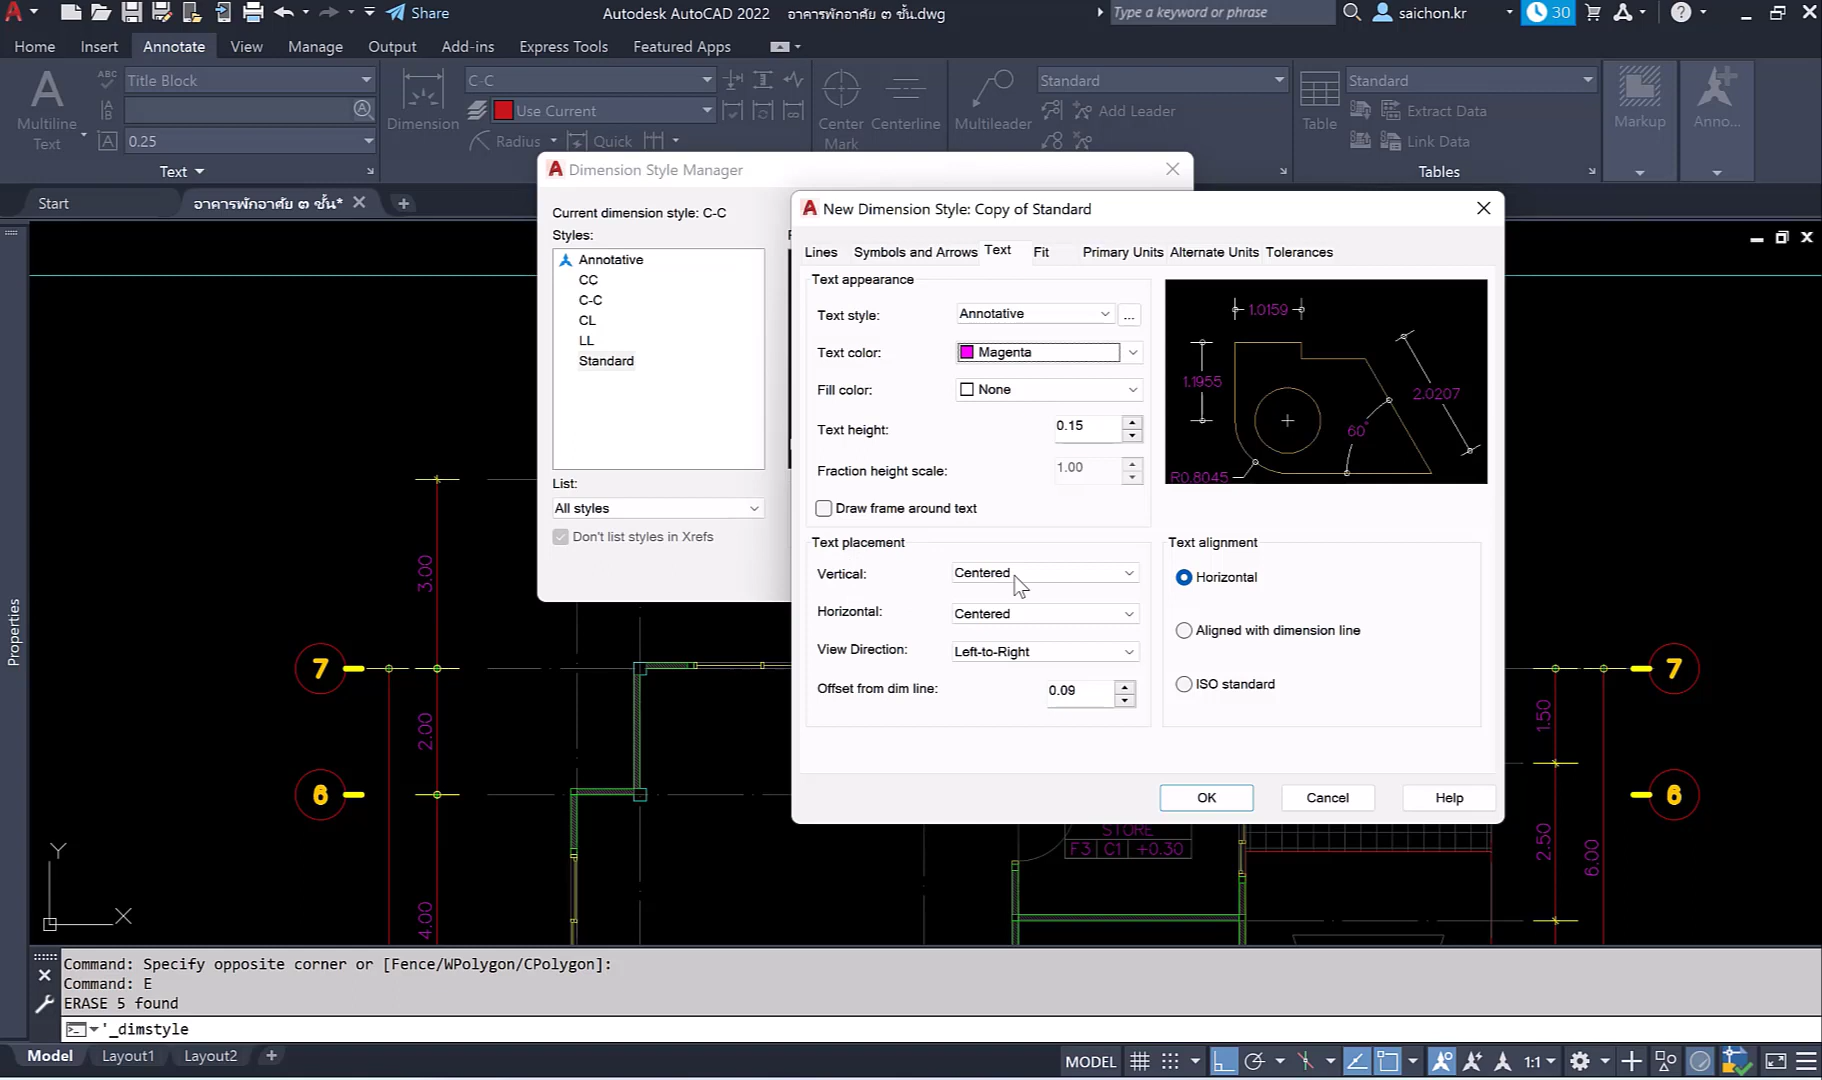 Share
Autodesk AutoCAD 2022 อาคารพักอาศัย ๓ ชั้น.dwg
Type a keyword or phrase
saichon.kr
30
Home Insert Annotate View Manage Output Add-ins Express Tools Featured Apps
Multiline Text
ABC
Title Block
0.25
Text
Dimension
C-C
Use Current
Radius
Quick
Center Mark
Centerline
Multileader
Standard
Add Leader
Table
Standard
Extract Data
Link Data
Tables
Markup
Anno...
Start
อาคารพักอาศัย ๓ ชั้น*
Properties
Dimension Style Manager
Current dimension style: C-C
Styles:
Annotative
CC
C-C
CL
LL
Standard
List:
All styles
Don't list styles in Xrefs
New Dimension Style: Copy of Standard
Lines Symbols and Arrows Text Fit Primary Units Alternate Units Tolerances
Text appearance
Text style: Annotative ...
Text color: Magenta
Fill color: None
Text height: 0.15
Fraction height scale: 1.00
Draw frame around text
1.0159
1.1955
2.0207
60°
R0.8045
Text placement
Vertical: Centered
Horizontal: Centered
View Direction: Left-to-Right
Offset from dim line: 0.09
Text alignment
Horizontal
Aligned with dimension line
ISO standard
OK Cancel Help
3.00
2.00
4.00
7
6
7
6
1.50
2.50
6.00
STORE
F3 C1 +0.30
Y
X
Command: Specify opposite corner or [Fence/WPolygon/CPolygon]:
Command: E
ERASE 5 found
'_dimstyle
Model Layout1 Layout2
MODEL
1:1